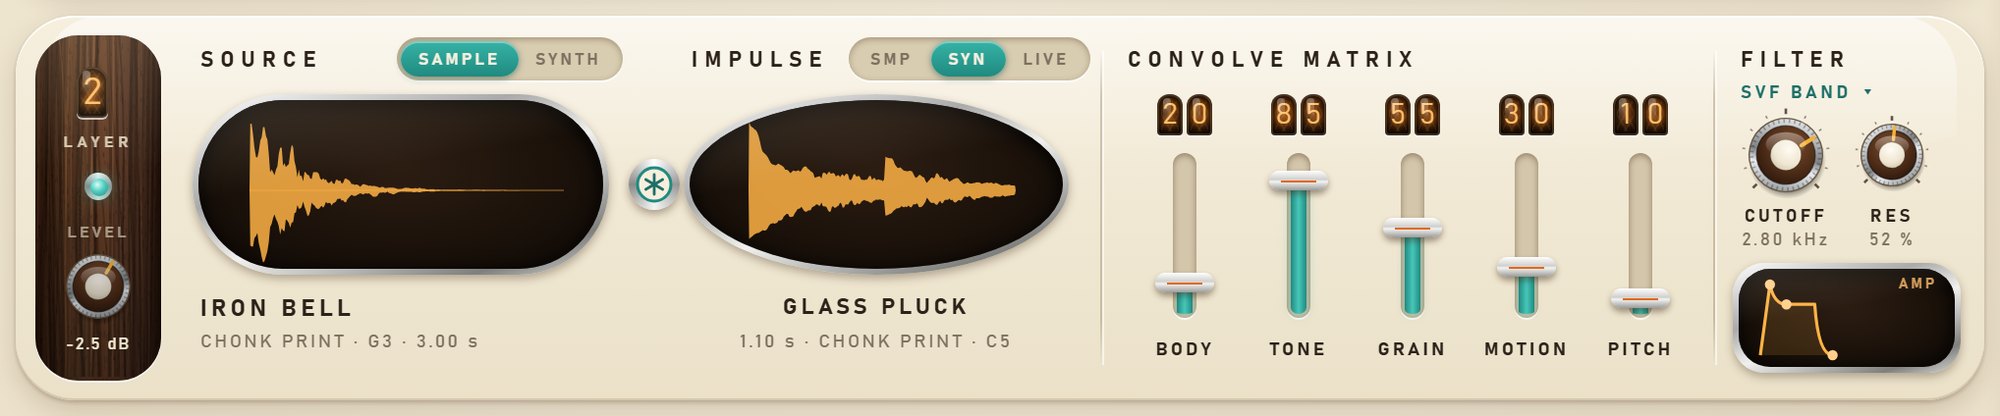 2
LAYER
LEVEL
-2.5 dB
SOURCE
SAMPLE SYNTH
IRON BELL
CHONK PRINT · G3 · 3.00 s
IMPULSE
SMP SYN LIVE
GLASS PLUCK
1.10 s · CHONK PRINT · C5
CONVOLVE MATRIX
20 85 55 30 10
BODY TONE GRAIN MOTION PITCH
FILTER
SVF BAND
CUTOFF RES
2.80 kHz 52 %
AMP